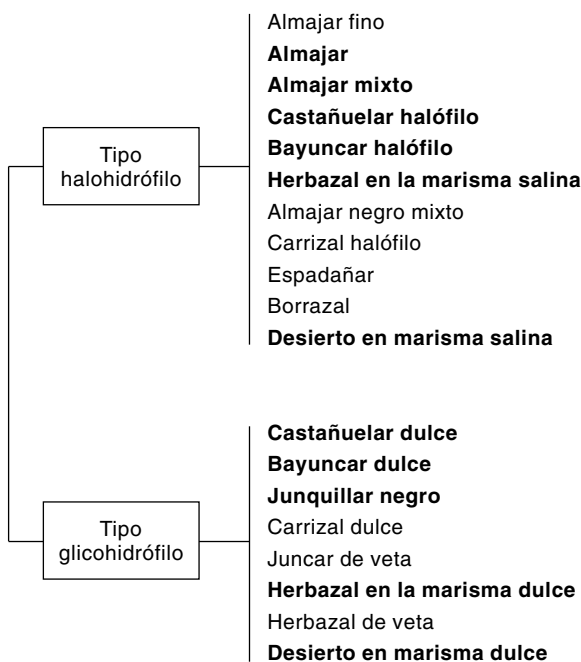 Almajar fino
Almajar
Almajar mixto
Castañuelar halófilo
Bayuncar halófilo
Herbazal en la marisma salina
Almajar negro mixto
Carrizal halófilo
Espadañar
Borrazal
Desierto en marisma salina
Tipo
halohidrófilo
Castañuelar dulce
Bayuncar dulce
Junquillar negro
Carrizal dulce
Juncar de veta
Herbazal en la marisma dulce
Herbazal de veta
Desierto en marisma dulce
Tipo
glicohidrófilo